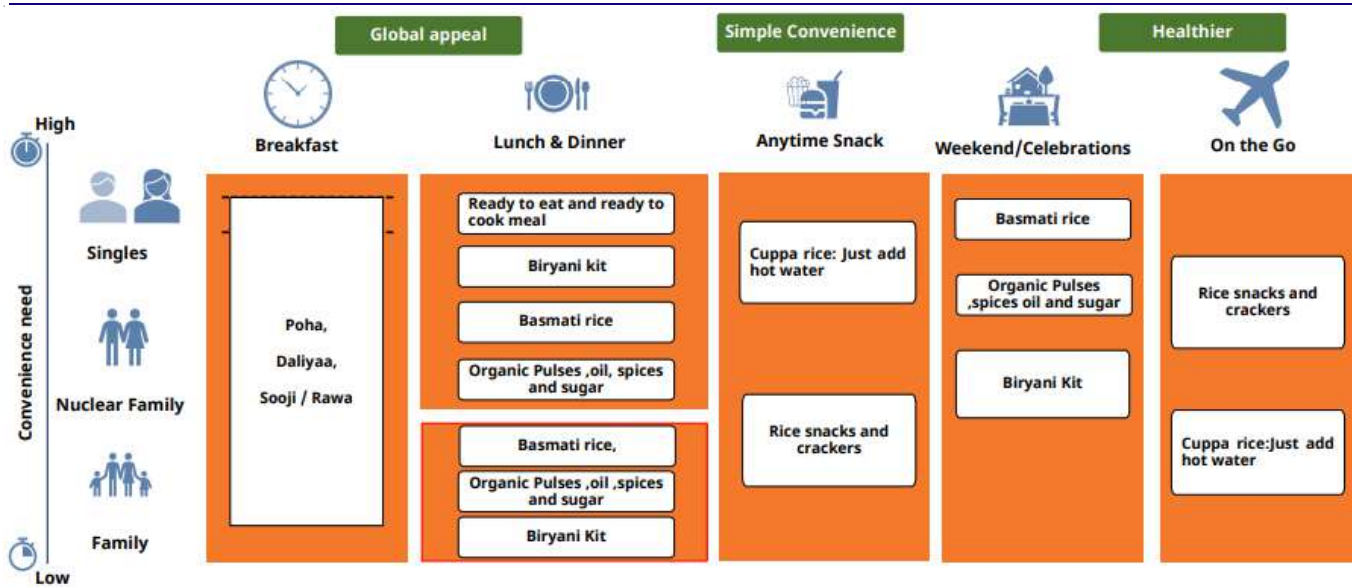 Global appeal
Simple Convenience
Healthier
High
Breakfast
Lunch & Dinner
Anytime Snack
Weekend/Celebrations
On the Go
Convenience need
Singles
Nuclear Family
Family
Low
Poha,
Daliyaa,
Sooji / Rawa
Ready to eat and ready to
cook meal
Biryani kit
Basmati rice
Organic Pulses ,oil, spices
and sugar
Basmati rice,
Organic Pulses ,oil ,spices
and sugar
Biryani Kit
Cuppa rice: Just add
hot water
Rice snacks and
crackers
Basmati rice
Organic Pulses
,spices oil and sugar
Biryani Kit
Rice snacks and
crackers
Cuppa rice:Just add
hot water